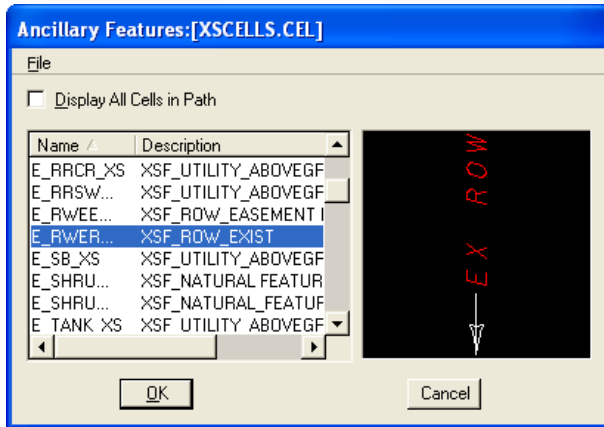 Ancillary Features:[XSCELLS.CEL]
File
Display All Cells in Path
Name Description
E_RRCR_XS XSF_UTILITY_ABOVEGF
E_RRSW... XSF_UTILITY_ABOVEGF
E_RWEE... XSF_ROW_EASEMENT I
E_RWER... XSF_ROW_EXIST
E_SB_XS XSF_UTILITY_ABOVEGF
E_SHRU... XSF_NATURAL FEATUR
E_SHRU... XSF_NATURAL_FEATUF
E_TANK_XS XSF_UTILITY_ABOVEGF
EX ROW
OK Cancel